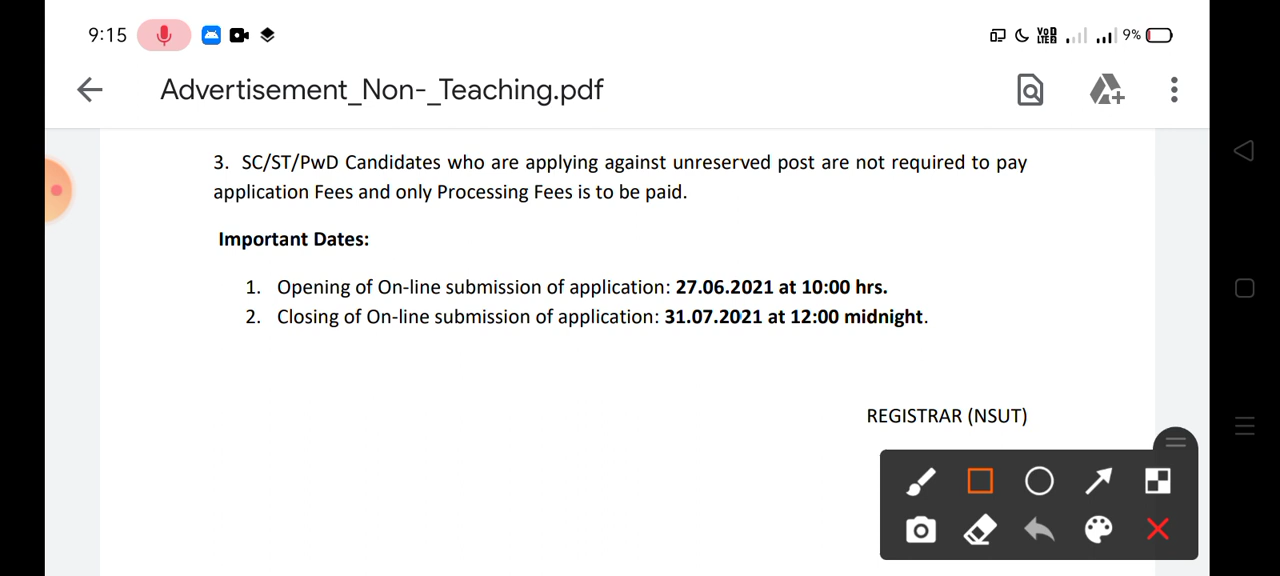 9:15
VoD LTE2 9%
Advertisement_Non-_Teaching.pdf
3. SC/ST/PwD Candidates who are applying against unreserved post are not required to pay
application Fees and only Processing Fees is to be paid.
Important Dates:
1. Opening of On-line submission of application: 27.06.2021 at 10:00 hrs.
2. Closing of On-line submission of application: 31.07.2021 at 12:00 midnight.
REGISTRAR (NSUT)